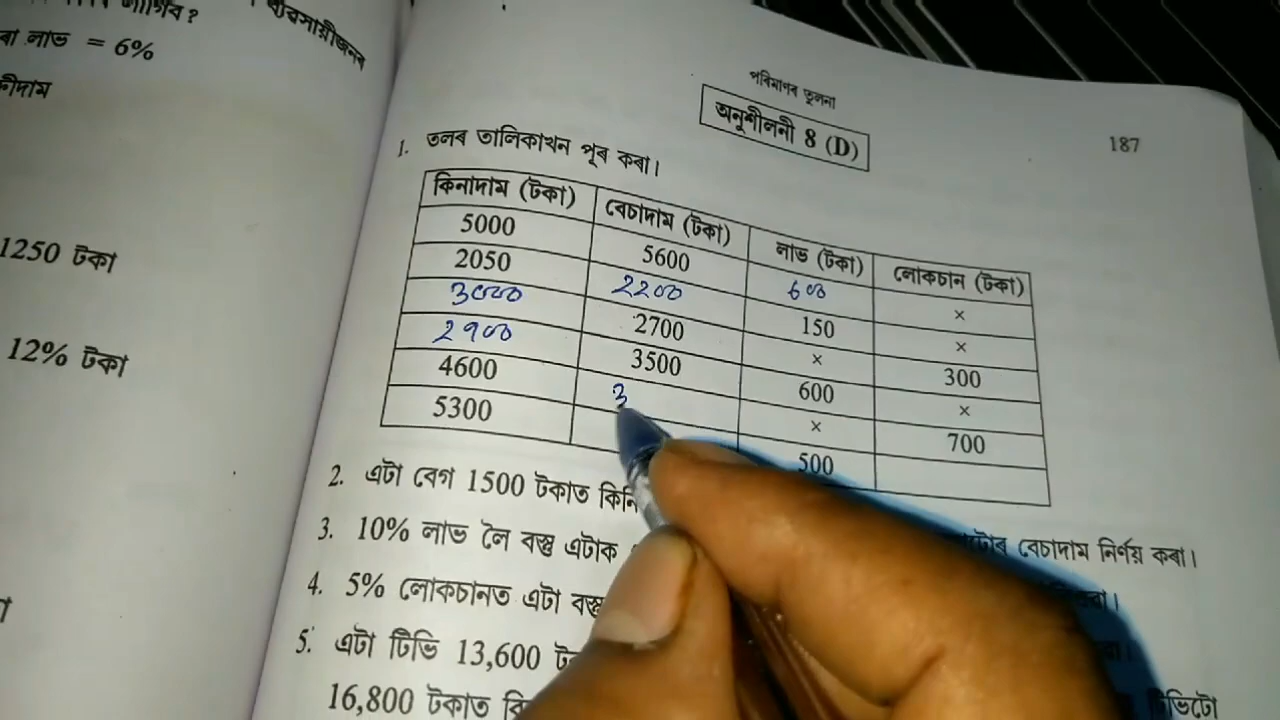 লাভ = 6%
1250 টকা
12% টকা
পৰিমাণৰ তুলনা
187
অনুশীলনী 8 (D)
1. তলৰ তালিকাখন পূৰ কৰা।
কিনাদাম (টকা) বেচাদাম (টকা) লাভ (টকা) লোকচান (টকা)
5000 5600 600 ×
2050 2200 150 ×
3000 2700 × 300
2900 3500 600 ×
4600 3 × 700
5300 500
2. এটা বেগ 1500 টকাত
3. 10% লাভ লৈ বস্তু এটাক বেচাদাম নিৰ্ণয় কৰা।
4. 5% লোকচানত এটা
5. এটা টিভি 13,600
16,800 টকাত